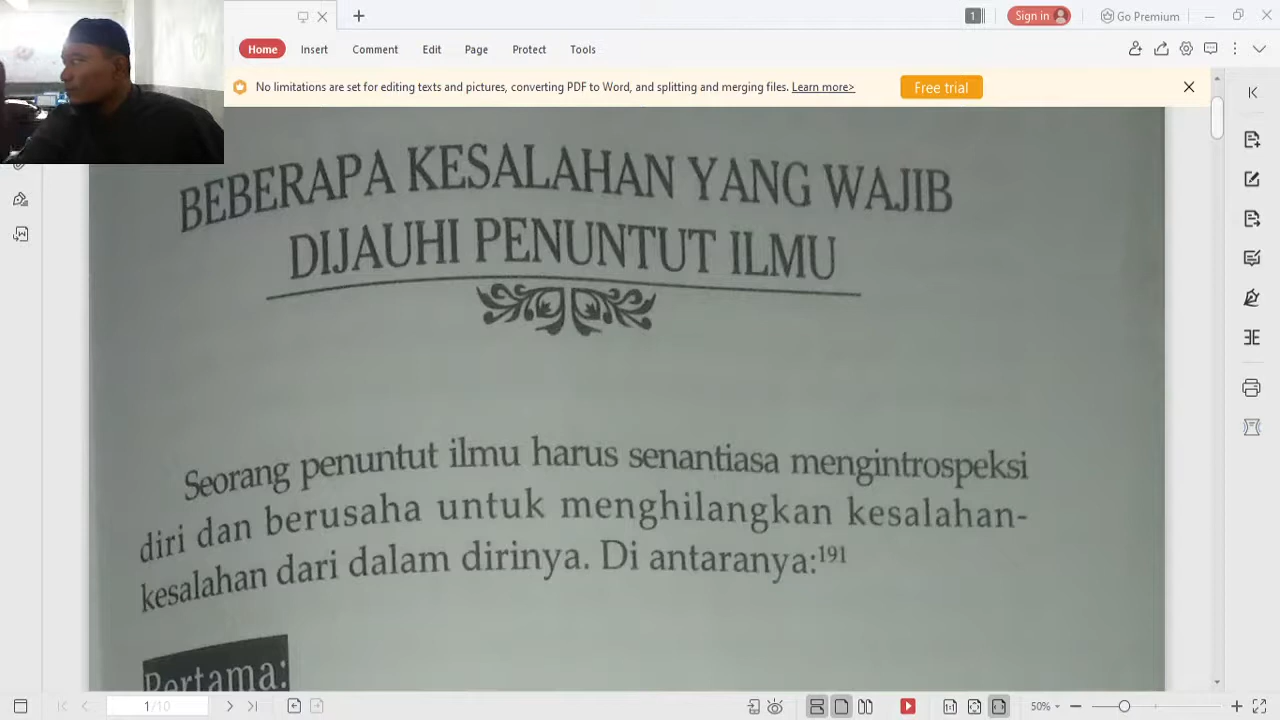 1
Sign in
Go Premium
Home
Insert
Comment
Edit
Page
Protect
Tools
No limitations are set for editing texts and pictures, converting PDF to Word, and splitting and merging files. Learn more>
Free trial
BEBERAPA KESALAHAN YANG WAJIB
DIJAUHI PENUNTUT ILMU
Seorang penuntut ilmu harus senantiasa mengintrospeksi
diri dan berusaha untuk menghilangkan kesalahan-
kesalahan dari dalam dirinya. Di antaranya:191
Pertama:
1/10
50%